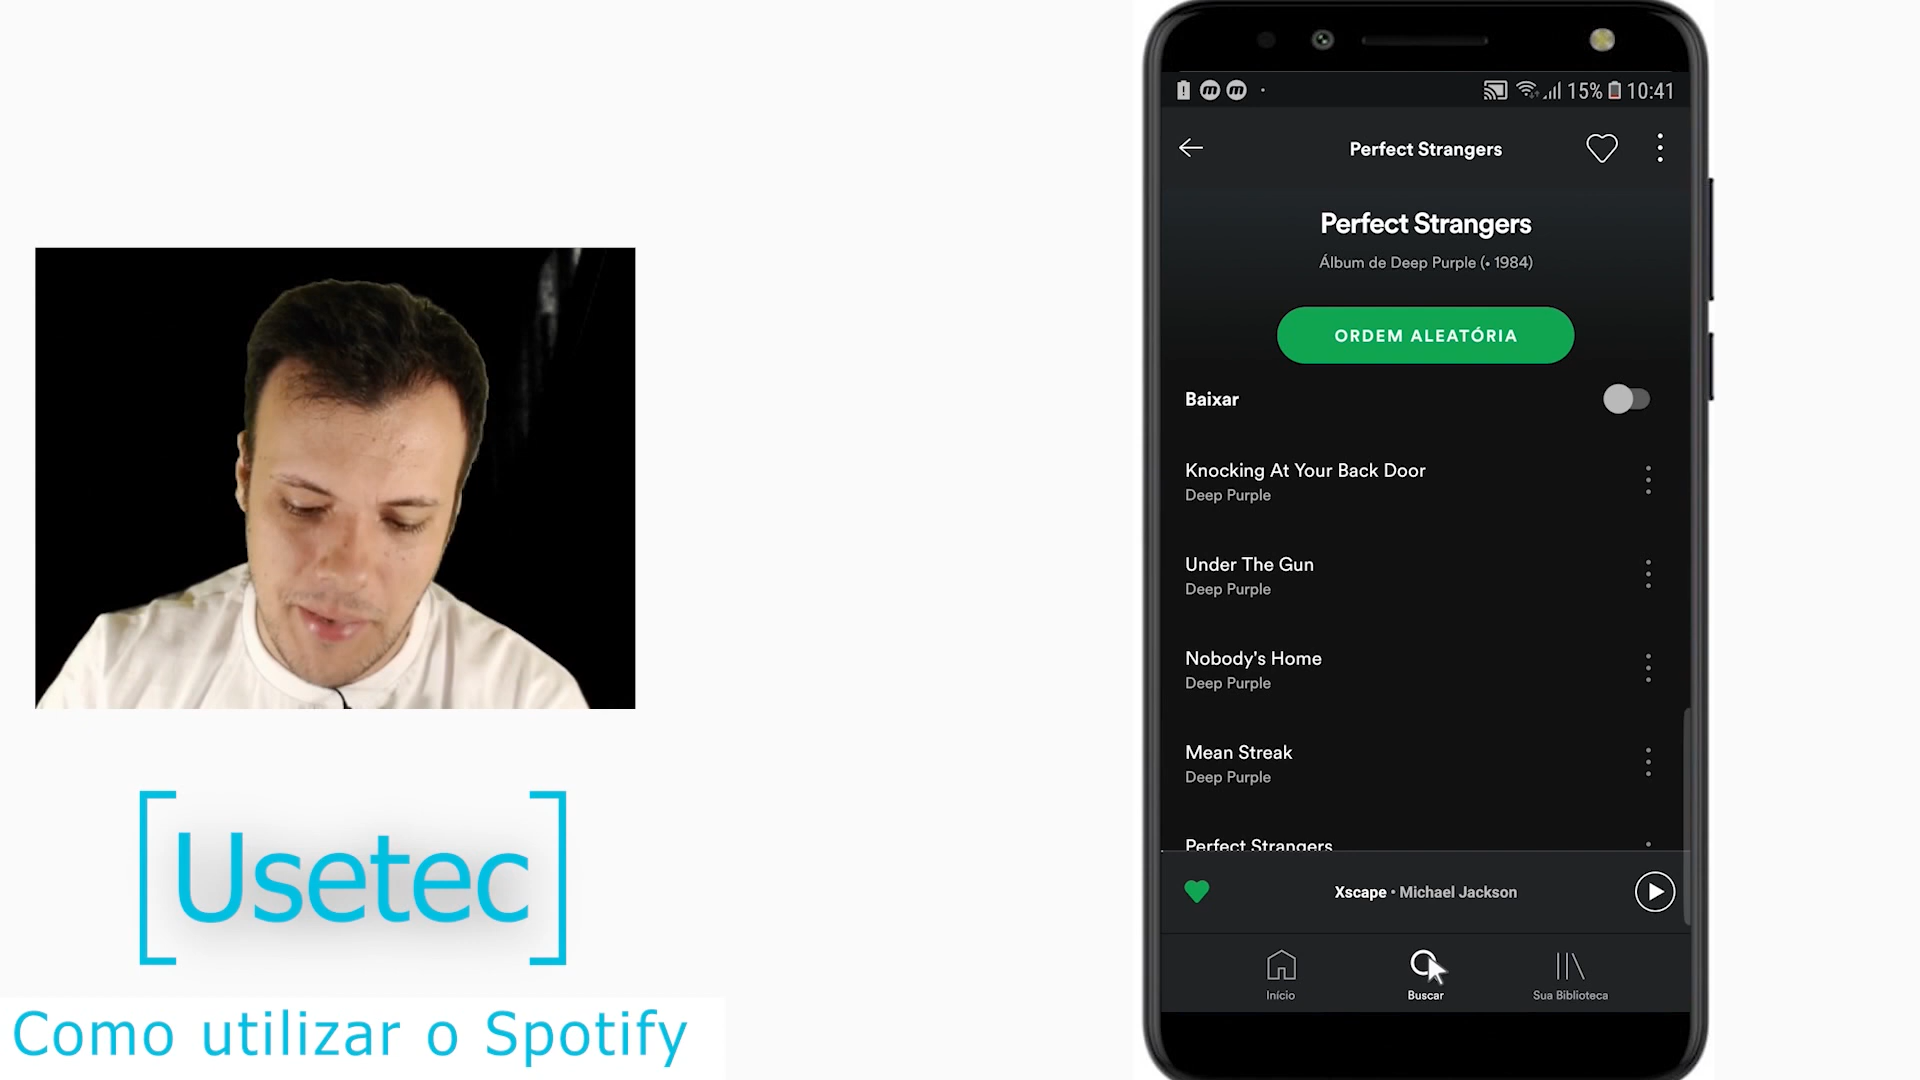 [Usetec]
Como utilizar o Spotify
15% 10:41
Perfect Strangers
Perfect Strangers
Álbum de Deep Purple (• 1984)
ORDEM ALEATÓRIA
Baixar
Knocking At Your Back Door
Deep Purple
Under The Gun
Deep Purple
Nobody's Home
Deep Purple
Mean Streak
Deep Purple
Perfect Strangers
Xscape • Michael Jackson
Início
Buscar
Sua Biblioteca